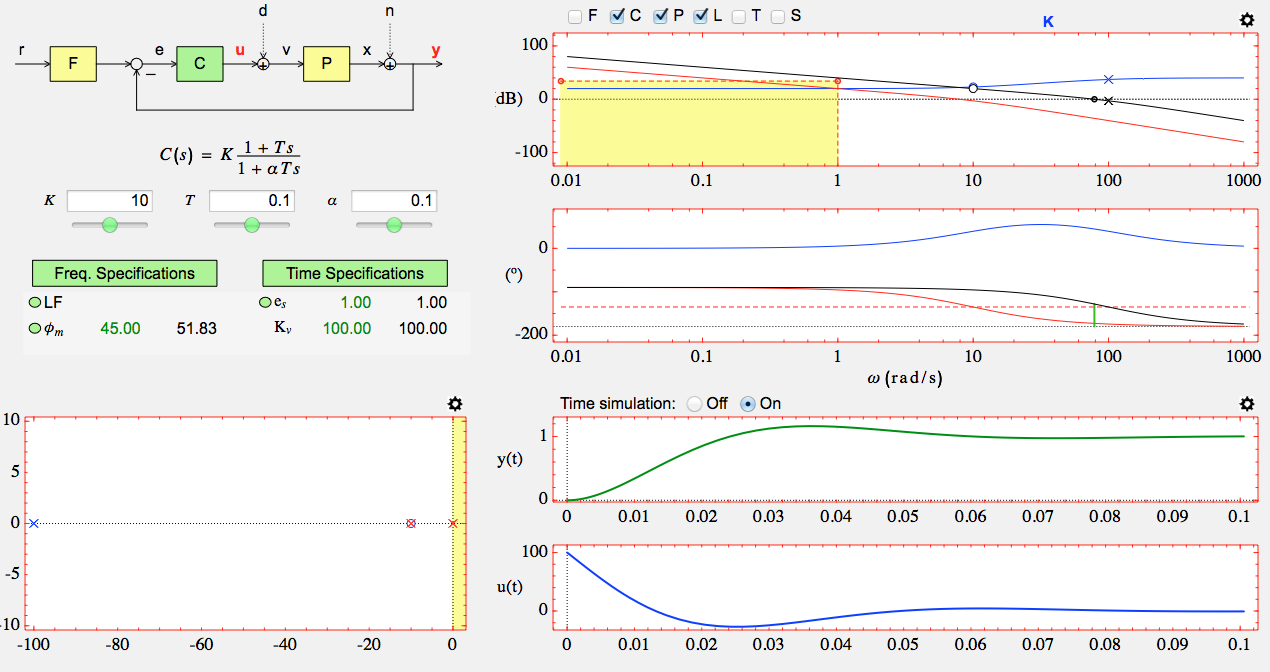 F C P L T S
d n
r F e C u v P x y
−
C(s) = K (1 + Ts)/(1 + αTs)
K 10 T 0.1 α 0.1
Freq. Specifications Time Specifications
LF e_s 1.00 1.00
ϕ_m 45.00 51.83 K_v 100.00 100.00
K
100
(dB) 0
-100
0.01 0.1 1 10 100 1000
0
(º)
-200
0.01 0.1 1 10 100 1000
ω (rad/s)
10
5
0
-5
-10
-100 -80 -60 -40 -20 0
Time simulation: Off On
1
y(t)
0
0 0.01 0.02 0.03 0.04 0.05 0.06 0.07 0.08 0.09 0.1
100
u(t)
0
0 0.01 0.02 0.03 0.04 0.05 0.06 0.07 0.08 0.09 0.1